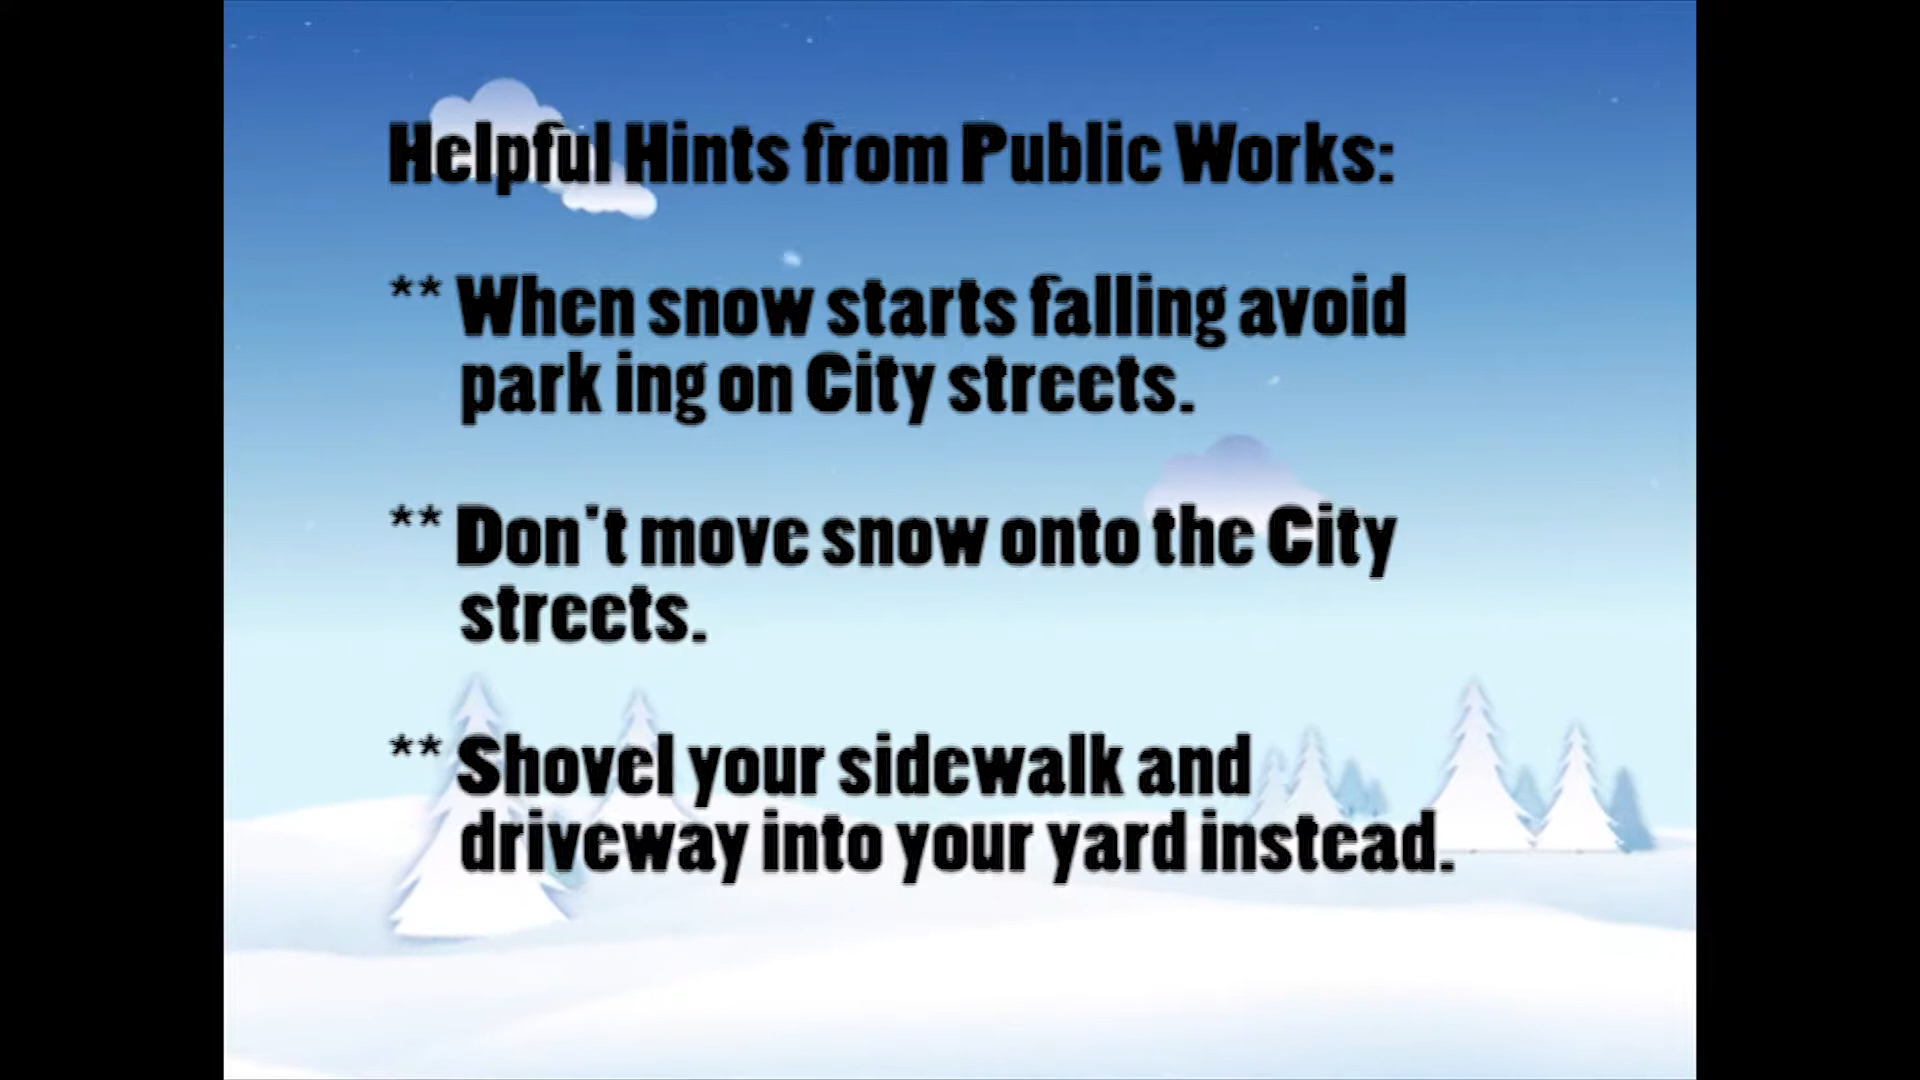 Helpful Hints from Public Works:
** When snow starts falling avoid
park ing on City streets.
** Don't move snow onto the City
streets.
** Shovel your sidewalk and
driveway into your yard instead.